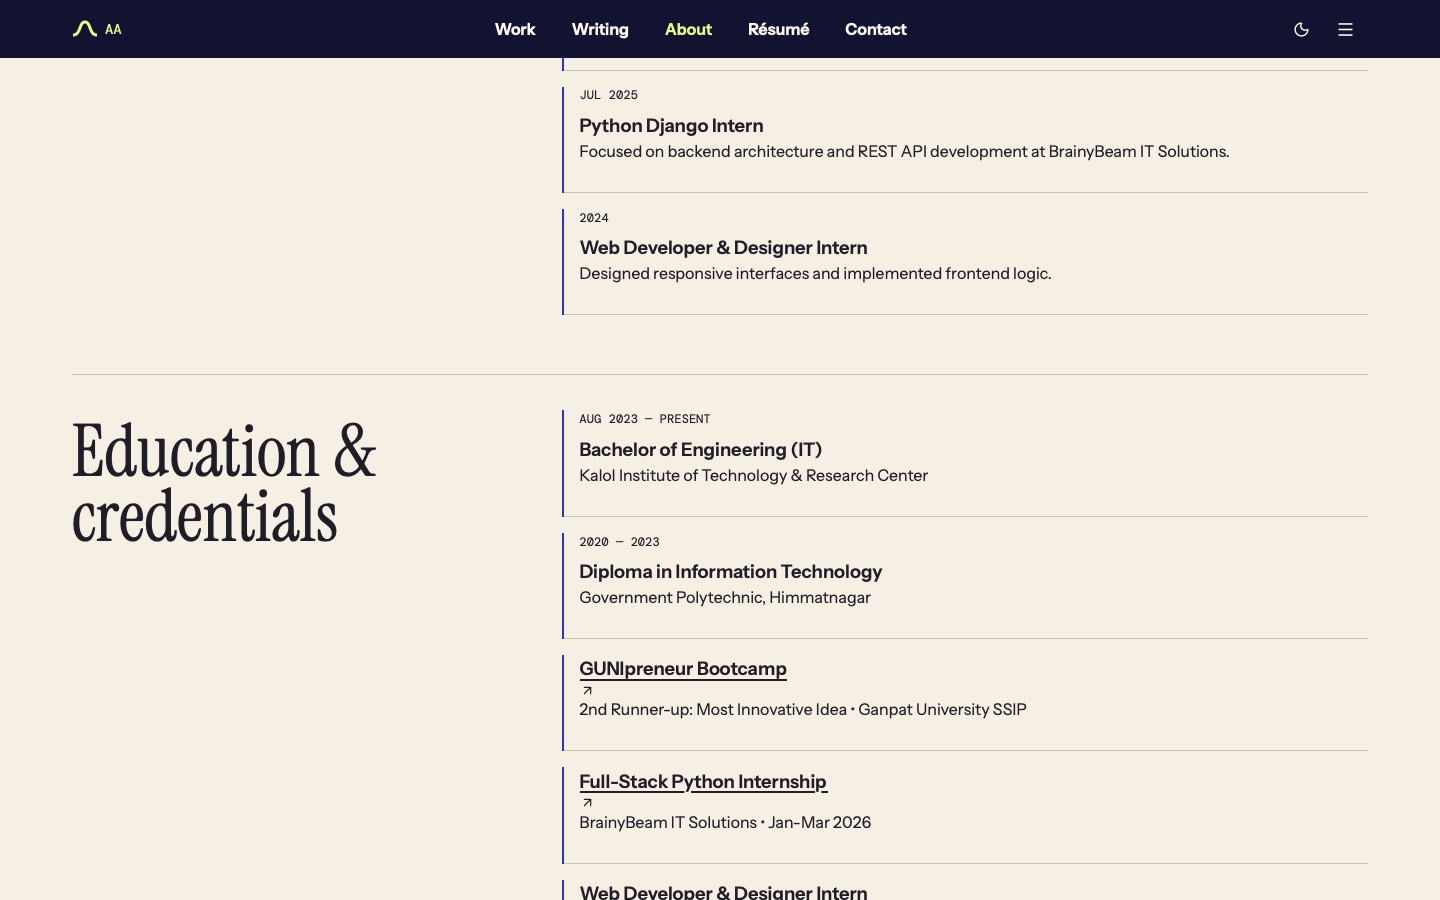 AA
Work
Writing
About
Résumé
Contact
JUL 2025
Python Django Intern
Focused on backend architecture and REST API development at BrainyBeam IT Solutions.
2024
Web Developer & Designer Intern
Designed responsive interfaces and implemented frontend logic.
Education &
credentials
AUG 2023 — PRESENT
Bachelor of Engineering (IT)
Kalol Institute of Technology & Research Center
2020 — 2023
Diploma in Information Technology
Government Polytechnic, Himmatnagar
GUNIpreneur Bootcamp
2nd Runner-up: Most Innovative Idea • Ganpat University SSIP
Full-Stack Python Internship
BrainyBeam IT Solutions • Jan-Mar 2026
Web Developer & Designer Intern